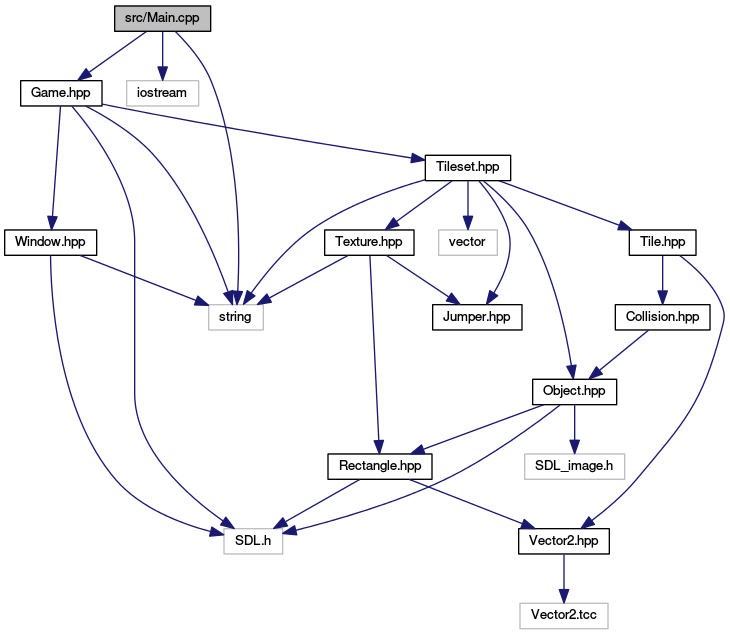 src/Main.cpp
Game.hpp
iostream
Tileset.hpp
Window.hpp
Texture.hpp
vector
Tile.hpp
string
Jumper.hpp
Collision.hpp
Object.hpp
Rectangle.hpp
SDL_image.h
SDL.h
Vector2.hpp
Vector2.tcc